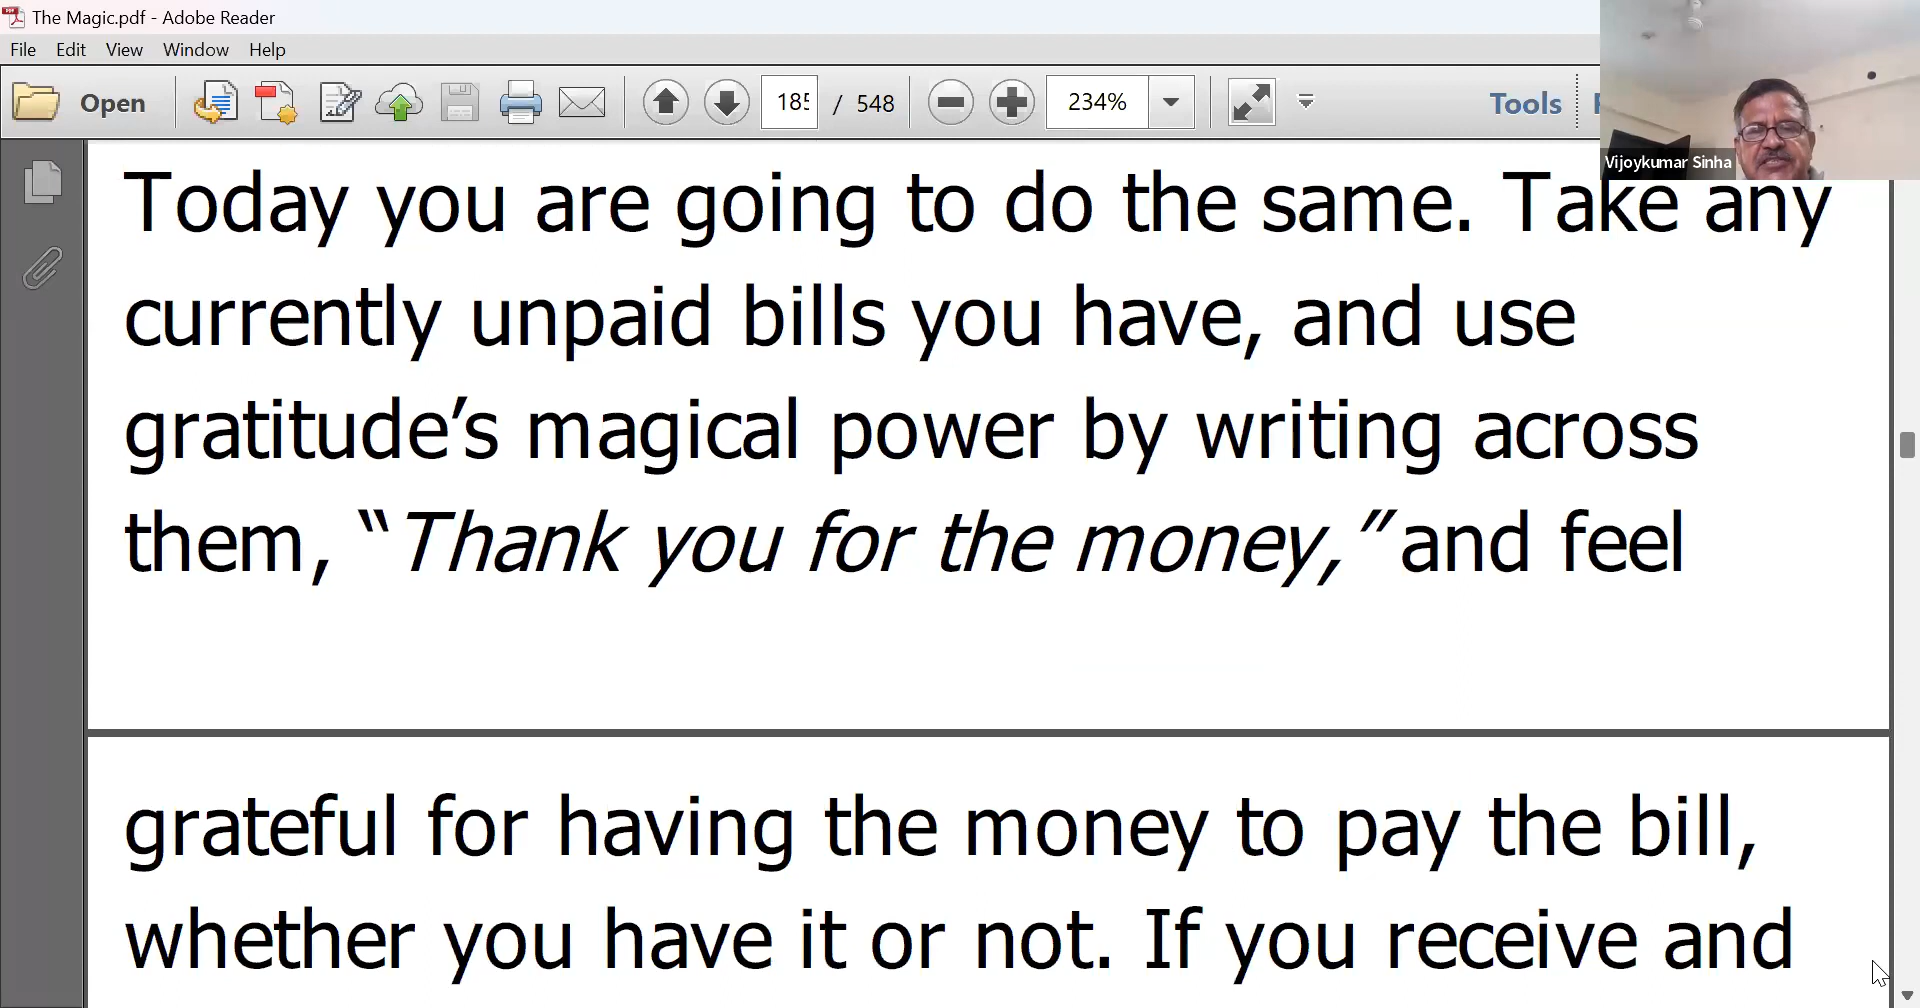 The Magic.pdf - Adobe Reader
File Edit View Window Help
Open 185 / 548 234% Tools
Vijoykumar Sinha
Today you are going to do the same. Take any
currently unpaid bills you have, and use
gratitude’s magical power by writing across
them, “Thank you for the money,” and feel
grateful for having the money to pay the bill,
whether you have it or not. If you receive and